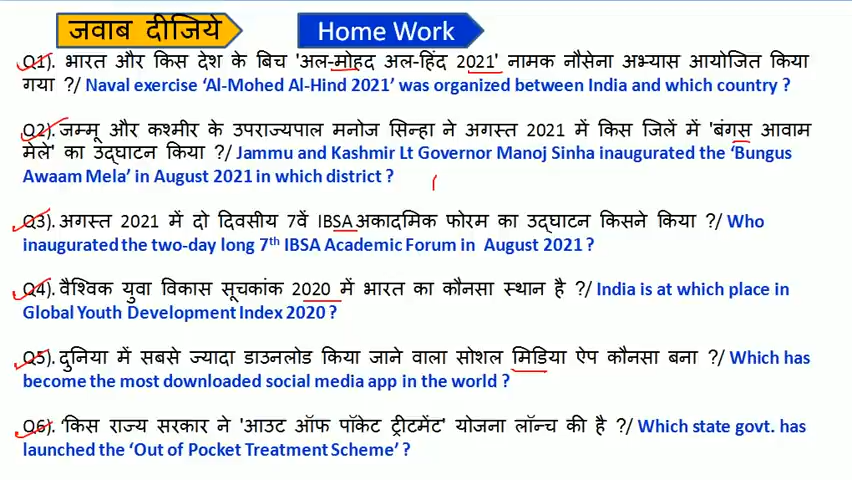 जवाब दीजिये
Home Work
Q1). भारत और किस देश के बिच 'अल-मोहद अल-हिंद 2021' नामक नौसेना अभ्यास आयोजित किया
गया ?/ Naval exercise ‘Al-Mohed Al-Hind 2021’ was organized between India and which country ?
Q2). जम्मू और कश्मीर के उपराज्यपाल मनोज सिन्हा ने अगस्त 2021 में किस जिलें में 'बंगस आवाम
मेले' का उद्घाटन किया ?/ Jammu and Kashmir Lt Governor Manoj Sinha inaugurated the ‘Bungus
Awaam Mela’ in August 2021 in which district ?
Q3). अगस्त 2021 में दो दिवसीय 7वें IBSA अकादमिक फोरम का उद्घाटन किसने किया ?/ Who
inaugurated the two-day long 7th IBSA Academic Forum in August 2021 ?
Q4). वैश्विक युवा विकास सूचकांक 2020 में भारत का कौनसा स्थान है ?/ India is at which place in
Global Youth Development Index 2020 ?
Q5). दुनिया में सबसे ज्यादा डाउनलोड किया जाने वाला सोशल मिडिया ऐप कौनसा बना ?/ Which has
become the most downloaded social media app in the world ?
Q6). ‘किस राज्य सरकार ने 'आउट ऑफ पॉकेट ट्रीटमेंट' योजना लॉन्च की है ?/ Which state govt. has
launched the ‘Out of Pocket Treatment Scheme’ ?